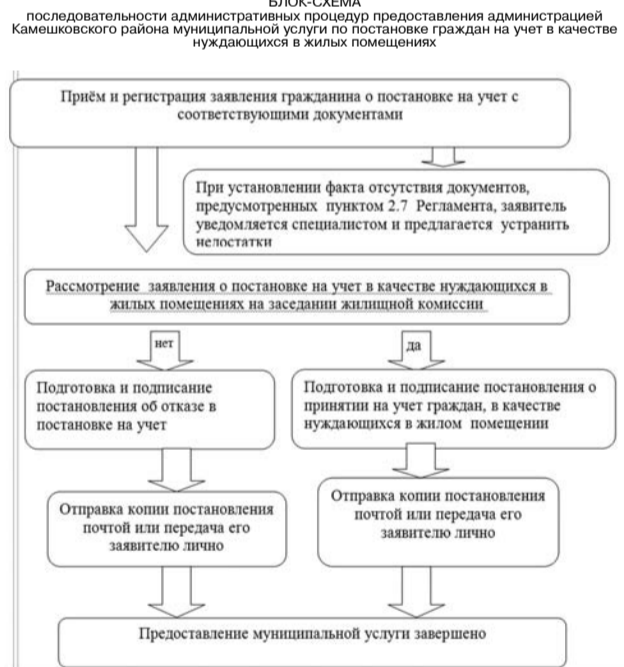 БЛОК-СХЕМА
последовательности административных процедур предоставления администрацией
Камешковского района муниципальной услуги по постановке граждан на учет в качестве
нуждающихся в жилых помещениях
Приём и регистрация заявления гражданина о постановке на учет с
соответствующими документами
При установлении факта отсутствия документов,
предусмотренных пунктом 2.7 Регламента, заявитель
уведомляется специалистом и предлагается устранить
недостатки
Рассмотрение заявления о постановке на учет в качестве нуждающихся в
жилых помещениях на заседании жилищной комиссии
нет
да
Подготовка и подписание
постановления об отказе в
постановке на учет
Подготовка и подписание постановления о
принятии на учет граждан, в качестве
нуждающихся в жилом помещении
Отправка копии постановления
почтой или передача его
заявителю лично
Отправка копии постановления
почтой или передача его
заявителю лично
Предоставление муниципальной услуги завершено